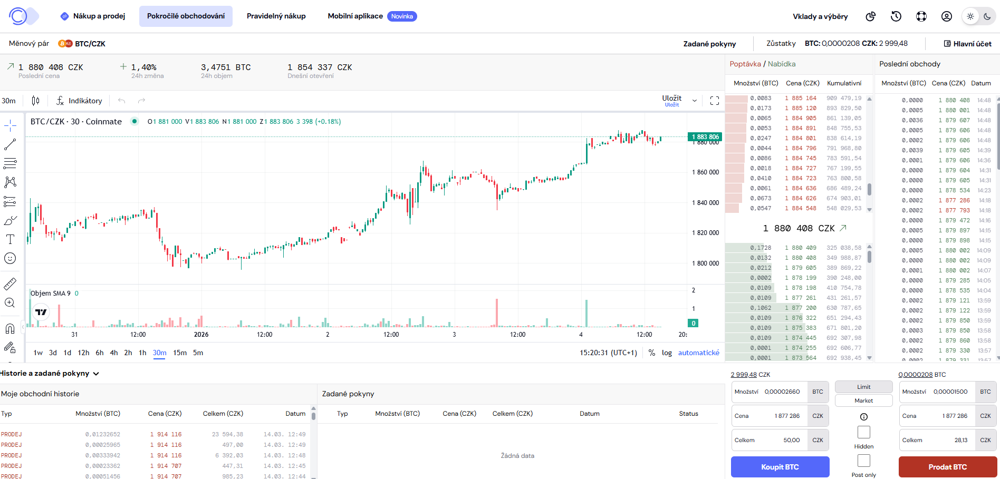 Nákup a prodej Pokročilé obchodování Pravidelný nákup Mobilní aplikace Novinka Vklady a výběry
Měnový pár BTC/CZK Zadané pokyny Zůstatky BTC: 0,0000208 CZK: 2 999,48 Hlavní účet
1 880 408 CZK + 1,40% 3,4751 BTC 1 854 337 CZK
Poslední cena 24h změna 24h objem Dnešní otevření
30m Indikátory Uložit
Uložit
BTC/CZK · 30 · Coinmate O1 881 000 V1 883 806 N1 881 000 Z1 883 806 3 398 (+0.18%)
1 883 806
1 880 000
1 860 000
1 840 000
1 820 000
1 800 000
Objem SMA 9 0
2
1
0
31 12:00 2026 12:00 2 12:00 3 12:00 4 12:00 20:
1w 3d 1d 12h 6h 4h 2h 1h 30m 15m 5m 15:20:31 (UTC+1) % log automatické
Poptávka / Nabídka
Množství (BTC) Cena (CZK) Kumulativní
0,0083 1 885 164 909 479,19
0,0173 1 885 120 893 829,50
0,0065 1 884 905 861 139,05
0,0053 1 884 891 848 755,53
0,0247 1 884 801 838 614,19
0,0044 1 884 796 791 968,80
0,0086 1 884 745 783 591,54
0,0018 1 884 727 767 199,55
0,0410 1 884 723 763 800,58
0,0061 1 884 636 686 489,24
0,0673 1 884 626 674 903,01
0,0547 1 884 548 548 029,53
1 880 408 CZK
0,1728 1 880 409 325 038,58
0,0132 1 880 408 349 988,87
0,0212 1 879 605 389 869,22
0,0002 1 878 199 390 248,00
0,0109 1 878 198 410 754,78
0,0109 1 877 261 431 261,57
0,1062 1 877 200 630 787,65
0,0109 1 876 322 651 294,43
0,0109 1 875 383 671 801,20
0,0109 1 874 445 692 307,98
0,0001 1 874 255 692 606,77
0,0001 1 873 564 692 938,45
Poslední obchody
Množství (BTC) Cena (CZK) Datum
0,0000 1 880 408 14:48
0,0005 1 880 001 14:48
0,0036 1 879 607 14:48
0,0005 1 879 606 14:48
0,0002 1 879 606 14:48
0,0039 1 879 605 14:39
0,0001 1 879 606 14:36
0,0000 1 879 604 14:31
0,0000 1 879 605 14:31
0,0000 1 878 534 14:23
0,0002 1 877 286 14:18
0,0002 1 877 793 14:18
0,0000 1 879 472 14:16
0,0005 1 879 897 14:15
0,0000 1 879 898 14:15
0,0005 1 880 002 14:09
0,0000 1 880 002 14:09
0,0001 1 880 002 14:07
0,0000 1 879 285 14:05
0,0000 1 878 535 14:04
0,0002 1 879 121 13:59
0,0002 1 879 122 13:59
0,0002 1 879 850 13:59
0,0003 1 879 850 13:58
0,0002 1 879 860 13:58
0,0002 1 879 330 13:57
0,0002 1 879 331 13:57
Historie a zadané pokyny
Moje obchodní historie
Typ Množství (BTC) Cena (CZK) Celkem (CZK) Datum
PRODEJ 0,01232652 1 914 116 23 594,38 14.03. 12:49
PRODEJ 0,00025965 1 914 116 497,00 14.03. 12:49
PRODEJ 0,00333942 1 914 116 6 392,03 14.03. 12:48
PRODEJ 0,00023362 1 914 707 447,31 14.03. 12:45
PRODEJ 0,00051456 1 914 707 985,23 14.03. 12:44
Zadané pokyny
Typ Množství (BTC) Cena (CZK) Celkem (CZK) Datum Status
Žádná data
2 999,48 CZK
Množství 0,00002660 BTC
Cena 1 877 286 CZK
Celkem 50,00 CZK
Koupit BTC
Limit
Market
Hidden
Post only
0,0000208 BTC
Množství 0,00001500 BTC
Cena 1 877 286 CZK
Celkem 28,13 CZK
Prodat BTC